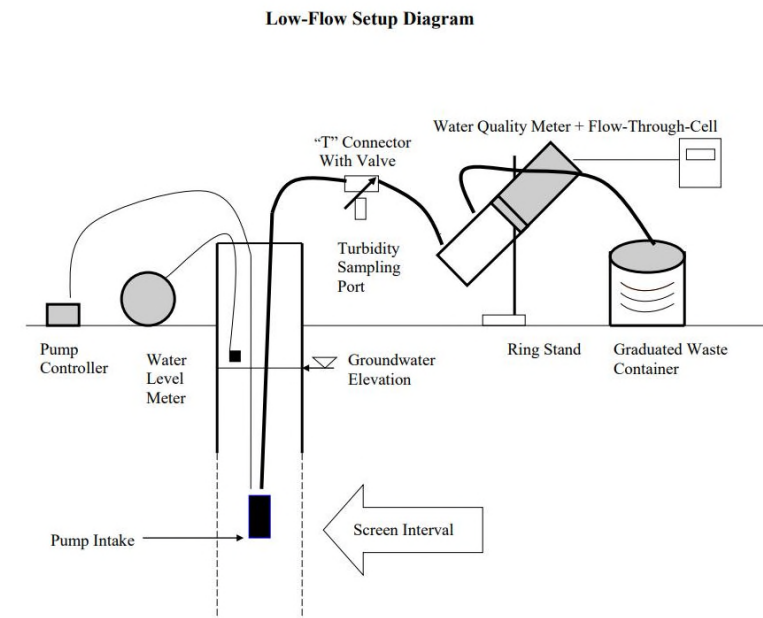 Low-Flow Setup Diagram
Water Quality Meter + Flow-Through-Cell
“T” Connector
With Valve
Turbidity
Sampling
Port
Pump
Controller
Water
Level
Meter
Groundwater
Elevation
Ring Stand
Graduated Waste
Container
Pump Intake
Screen Interval